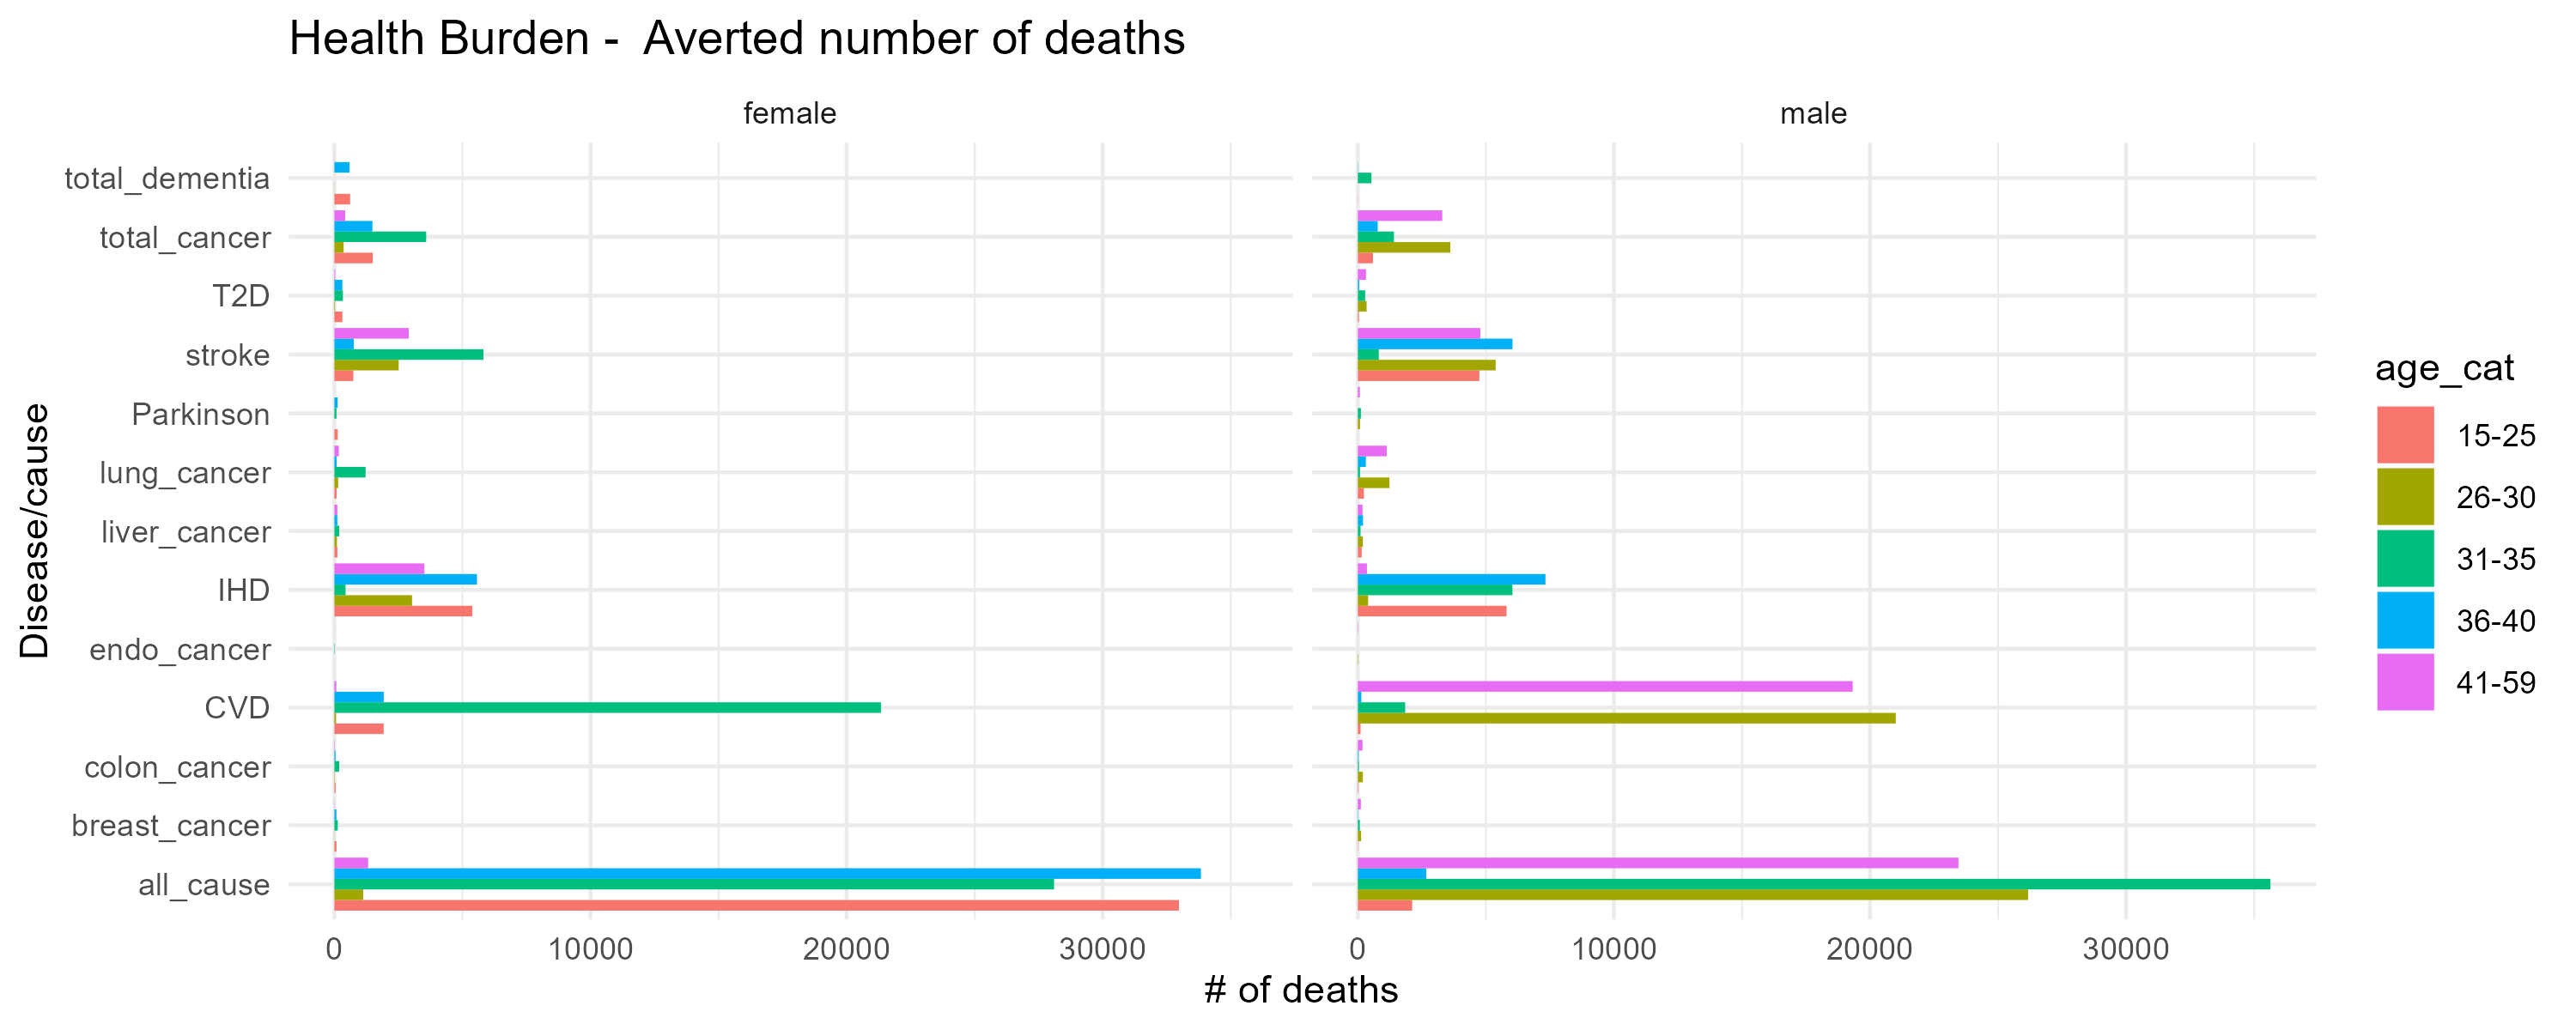 Health Burden -  Averted number of deaths
female
male
total_dementia
total_cancer
T2D
stroke
Parkinson
lung_cancer
liver_cancer
IHD
endo_cancer
CVD
colon_cancer
breast_cancer
all_cause
Disease/cause
0 10000 20000 30000
0 10000 20000 30000
# of deaths
age_cat
15-25
26-30
31-35
36-40
41-59